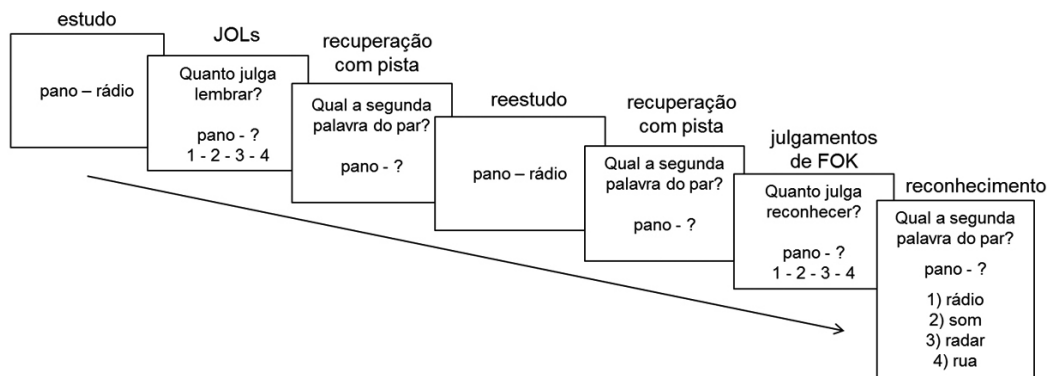 estudo
pano – rádio
JOLs
Quanto julga
lembrar?
pano - ?
1 - 2 - 3 - 4
recuperação
com pista
Qual a segunda
palavra do par?
pano - ?
reestudo
pano – rádio
recuperação
com pista
Qual a segunda
palavra do par?
pano - ?
julgamentos
de FOK
Quanto julga
reconhecer?
pano - ?
1 - 2 - 3 - 4
reconhecimento
Qual a segunda
palavra do par?
pano - ?
1) rádio
2) som
3) radar
4) rua